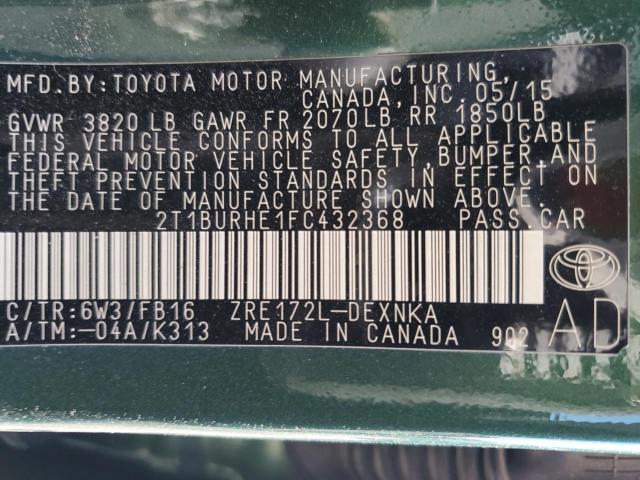 MFD. BY: TOYOTA MOTOR MANUFACTURING,
CANADA, INC. 05/15
GVWR 3820 LB GAWR FR 2070LB RR 1850LB
THIS VEHICLE CONFORMS TO ALL APPLICABLE
FEDERAL MOTOR VEHICLE SAFETY, BUMPER, AND
THEFT PREVENTION STANDARDS IN EFFECT ON
THE DATE OF MANUFACTURE SHOWN ABOVE.
2T1BURHE1FC432368 PASS. CAR
C/TR: 6W3/FB16 ZRE172L-DEXNKA
A/TM: -04A/K313 MADE IN CANADA 902 AD